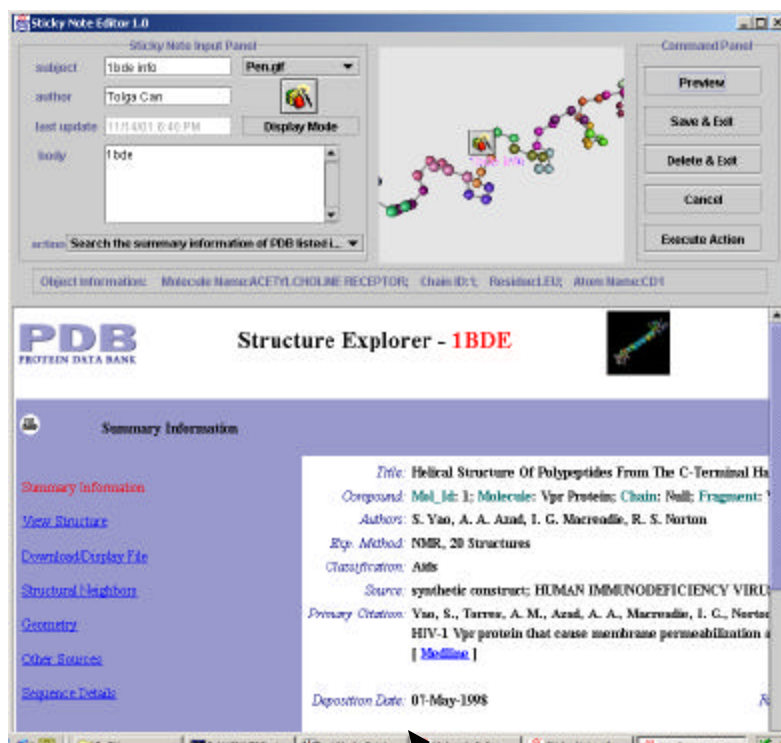 Sticky Note Editor 1.0
Sticky Note Input Panel
Command Panel
subject 1bde info Pen.gif
author Tolga Can
last update 11/14/01 6:40 PM Display Mode
body 1bde
action Search the summary information of PDB listed i...
Preview
Save & Exit
Delete & Exit
Cancel
Execute Action
Object Information: Molecule Name:ACETYLCHOLINE RECEPTOR; Chain ID:1; Residue:LEU; Atom Name:CD1
PDB
PROTEIN DATA BANK
Structure Explorer - 1BDE
Summary Information
Summary Information
View Structure
Download/Display File
Structural Neighbors
Geometry
Other Sources
Sequence Details
Title: Helical Structure Of Polypeptides From The C-Terminal Ha
Compound: Mol_Id: 1; Molecule: Vpr Protein; Chain: Null; Fragment:
Authors: S. Yao, A. A. Azad, I. G. Macreadie, R. S. Norton
Exp. Method: NMR, 20 Structures
Classification: Aids
Source: synthetic construct; HUMAN IMMUNODEFICIENCY VIRU
Primary Citation: Yao, S., Torres, A. M., Azad, A. A., Macreadie, I. G., Norto
HIV-1 Vpr protein that cause membrane permeabilization a
[ Medline ]
Deposition Date: 07-May-1998